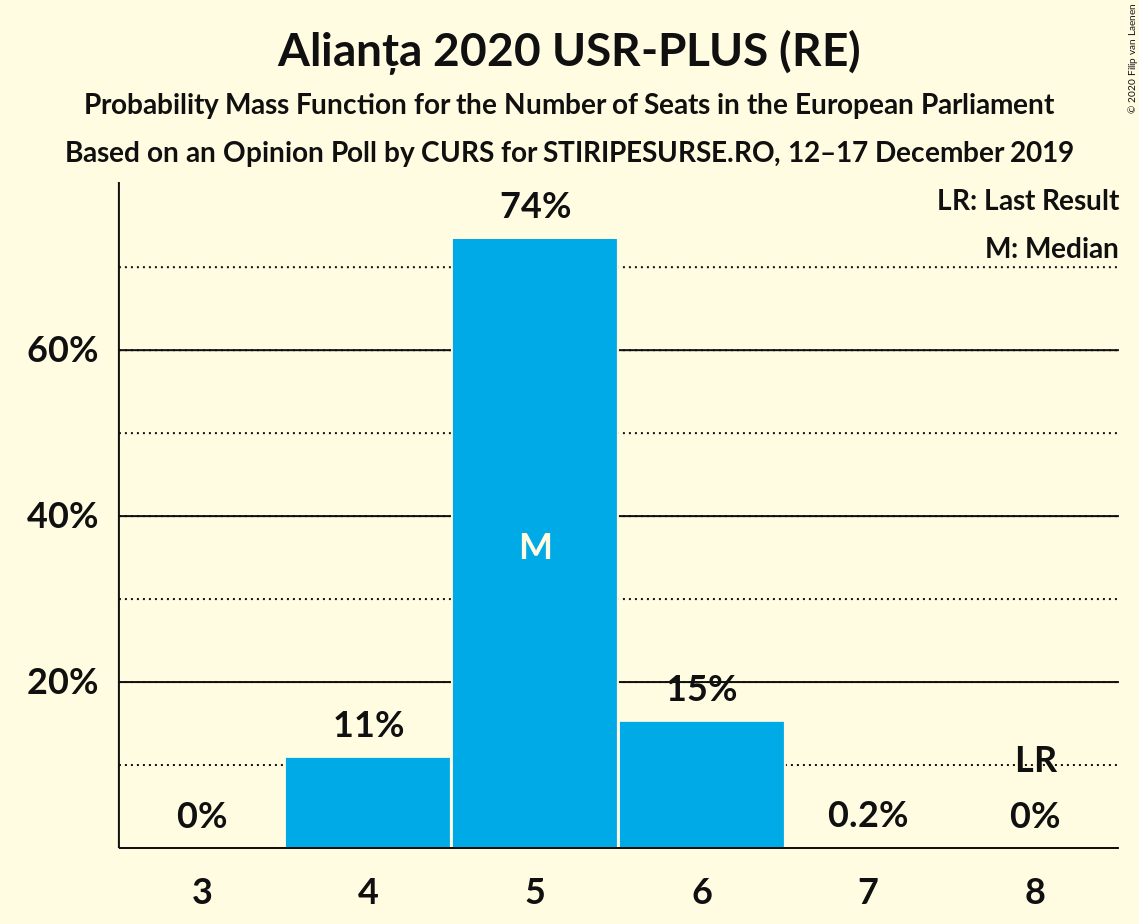 Alianța 2020 USR-PLUS (RE)
Probability Mass Function for the Number of Seats in the European Parliament
Based on an Opinion Poll by CURS for STIRIPESURSE.RO, 12–17 December 2019
© 2020 Filip van Laenen
LR: Last Result
M: Median
74%
60%
40%
M
20%
15%
11%
LR
0%
0.2%
0%
3 4 5 6 7 8